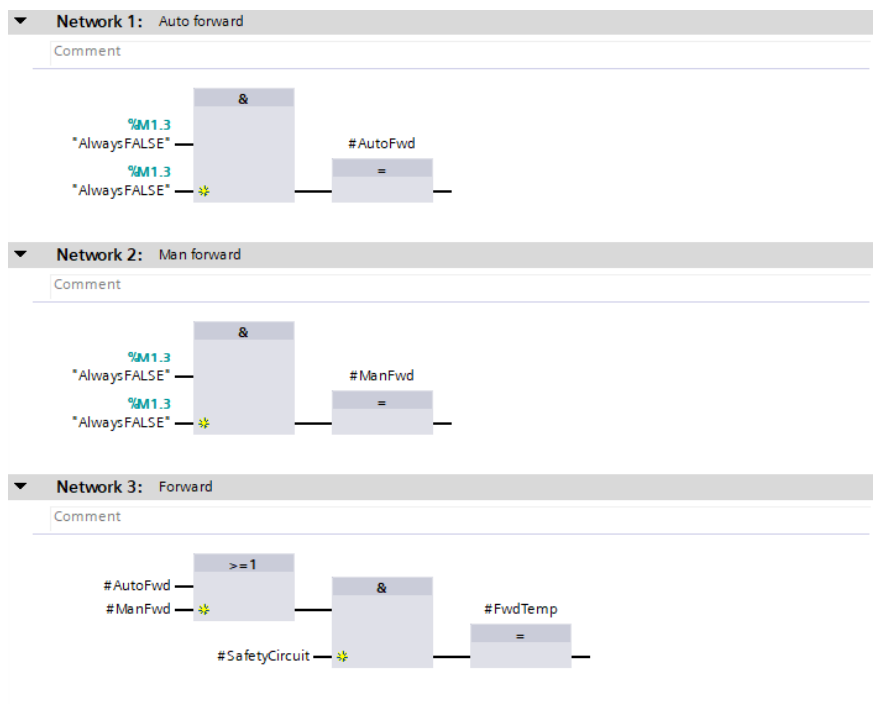 Network 1: Auto forward
Comment
&
%M1.3
"AlwaysFALSE"
#AutoFwd
%M1.3
=
"AlwaysFALSE"
Network 2: Man forward
Comment
&
%M1.3
"AlwaysFALSE"
#ManFwd
%M1.3
=
"AlwaysFALSE"
Network 3: Forward
Comment
>=1
#AutoFwd
&
#ManFwd
#FwdTemp
=
#SafetyCircuit